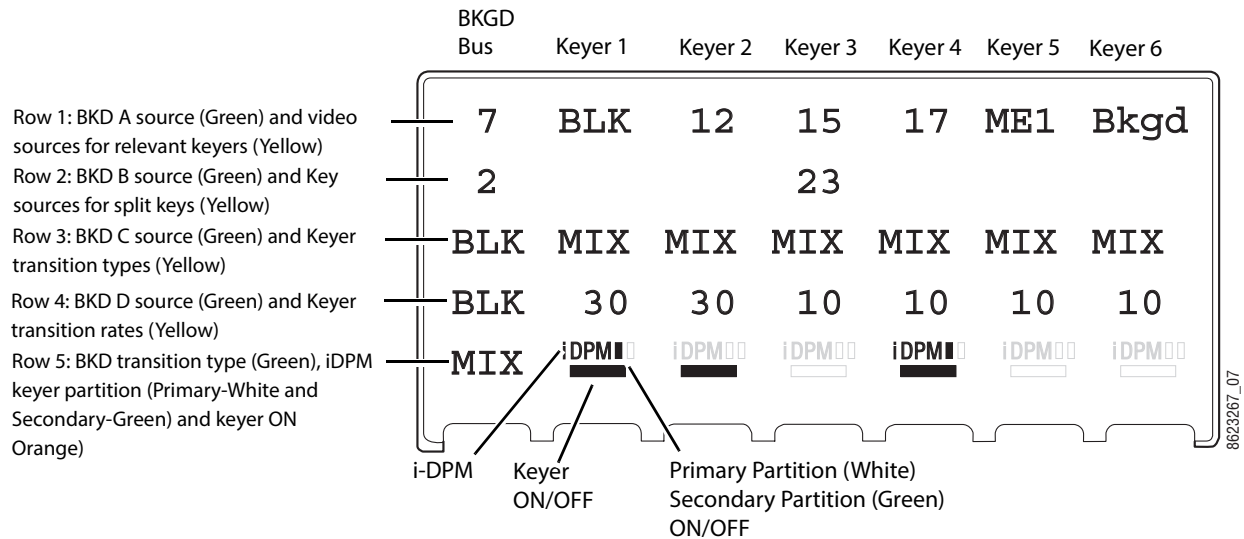 BKGD
Bus Keyer 1 Keyer 2 Keyer 3 Keyer 4 Keyer 5 Keyer 6
Row 1: BKD A source (Green) and video
sources for relevant keyers (Yellow)
7 BLK 12 15 17 ME1 Bkgd
Row 2: BKD B source (Green) and Key
sources for split keys (Yellow)
2 23
Row 3: BKD C source (Green) and Keyer
transition types (Yellow)
BLK MIX MIX MIX MIX MIX MIX
Row 4: BKD D source (Green) and Keyer
transition rates (Yellow)
BLK 30 30 10 10 10 10
Row 5: BKD transition type (Green), iDPM
keyer partition (Primary-White and
Secondary-Green) and keyer ON
Orange)
MIX iDPM iDPM iDPM iDPM iDPM iDPM
i-DPM
Keyer
ON/OFF
Primary Partition (White)
Secondary Partition (Green)
ON/OFF
8623267_07